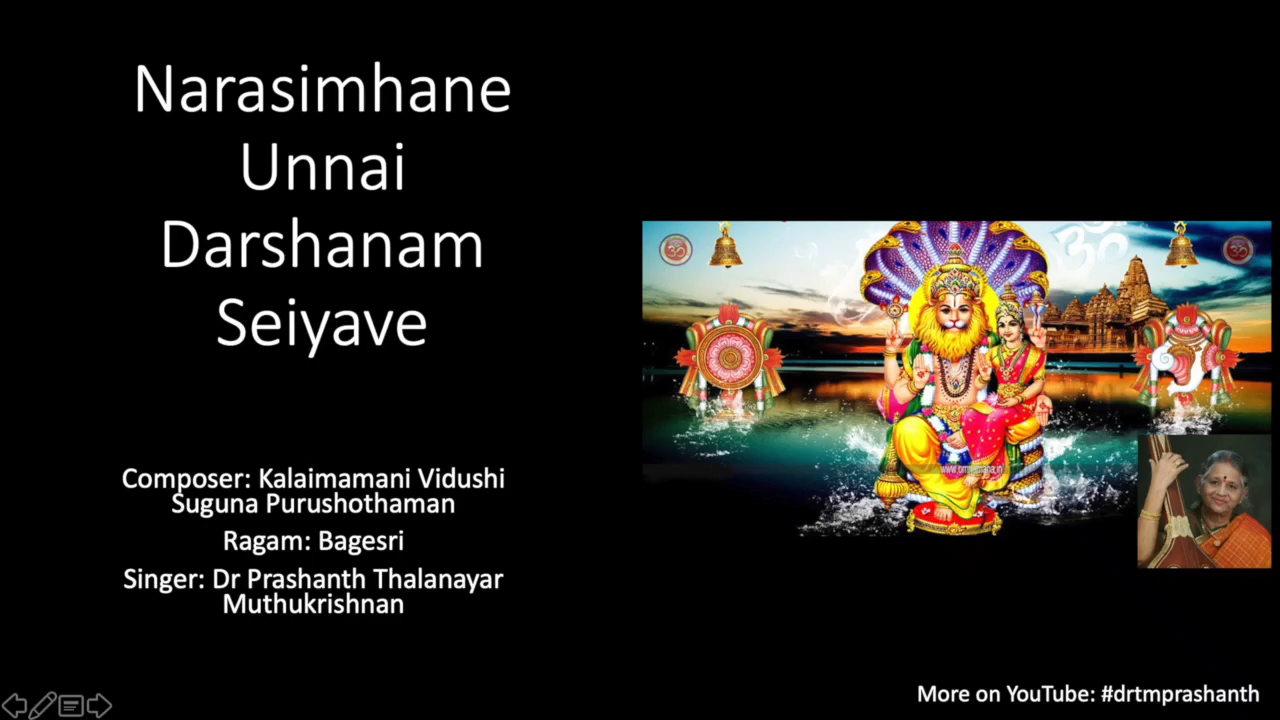 Narasimhane
Unnai
Darshanam
Seiyave
Composer: Kalaimamani Vidushi
Suguna Purushothaman
Ragam: Bagesri
Singer: Dr Prashanth Thalanayar
Muthukrishnan
More on YouTube: #drtmprashanth
ॐ
ॐ
ॐ